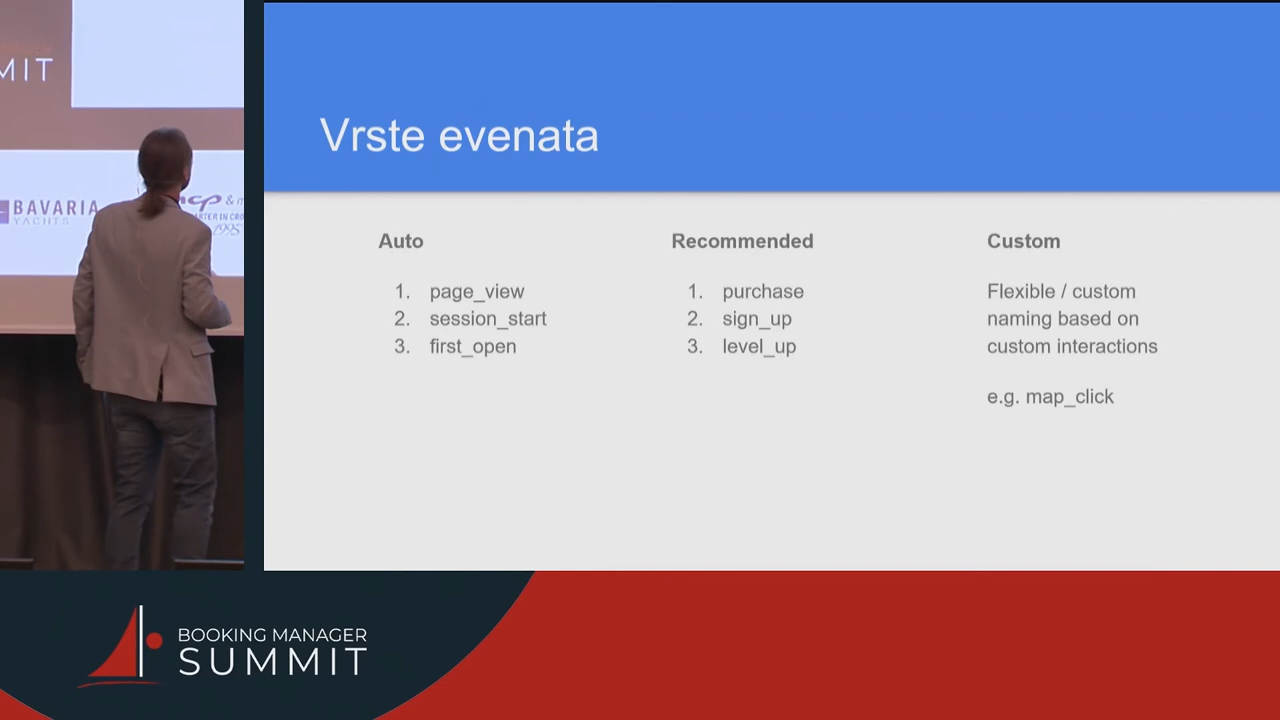 MIT
BAVARIA
YACHTS
Vrste evenata
Auto
1. page_view
2. session_start
3. first_open
Recommended
1. purchase
2. sign_up
3. level_up
Custom
Flexible / custom
naming based on
custom interactions
e.g. map_click
BOOKING MANAGER
SUMMIT